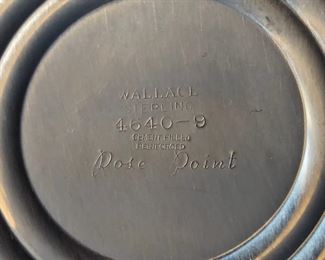 WALLACE
STERLING
4640-9
CEMENT FILLED
REINFORCED
Rose Point